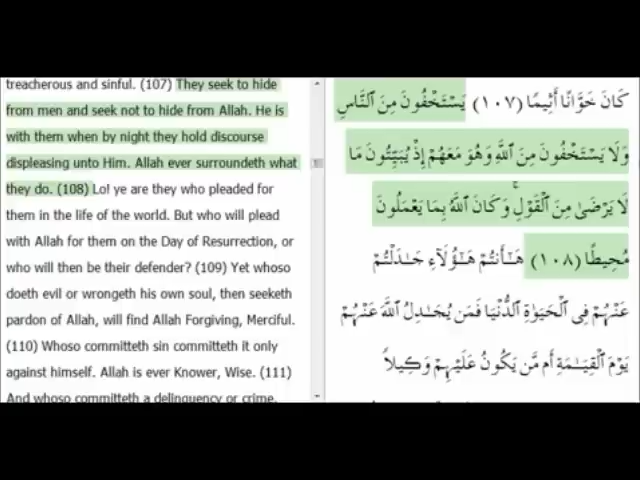 treacherous and sinful. (107) They seek to hide
from men and seek not to hide from Allah. He is
with them when by night they hold discourse
displeasing unto Him. Allah ever surroundeth what
they do. (108) Lo! ye are they who pleaded for
them in the life of the world. But who will plead
with Allah for them on the Day of Resurrection, or
who will then be their defender? (109) Yet whoso
doeth evil or wrongeth his own soul, then seeketh
pardon of Allah, will find Allah Forgiving, Merciful.
(110) Whoso committeth sin committeth it only
against himself. Allah is ever Knower, Wise. (111)
And whoso committeth a delinquency or crime,
كَانَ خَوَّانًا أَثِيمًا (١٠٧) يَسْتَخْفُونَ مِنَ ٱلنَّاسِ
وَلَا يَسْتَخْفُونَ مِنَ ٱللَّهِ وَهُوَ مَعَهُمْ إِذْ يُبَيِّتُونَ مَا
لَا يَرْضَىٰ مِنَ ٱلْقَوْلِ ۚ وَكَانَ ٱللَّهُ بِمَا يَعْمَلُونَ
مُحِيطًا (١٠٨) هَـٰٓأَنتُمْ هَـٰٓؤُلَآءِ جَـٰدَلْتُمْ
عَنْهُمْ فِى ٱلْحَيَوٰةِ ٱلدُّنْيَا فَمَن يُجَـٰدِلُ ٱللَّهَ عَنْهُمْ
يَوْمَ ٱلْقِيَـٰمَةِ أَم مَّن يَكُونُ عَلَيْهِمْ وَكِيلًا